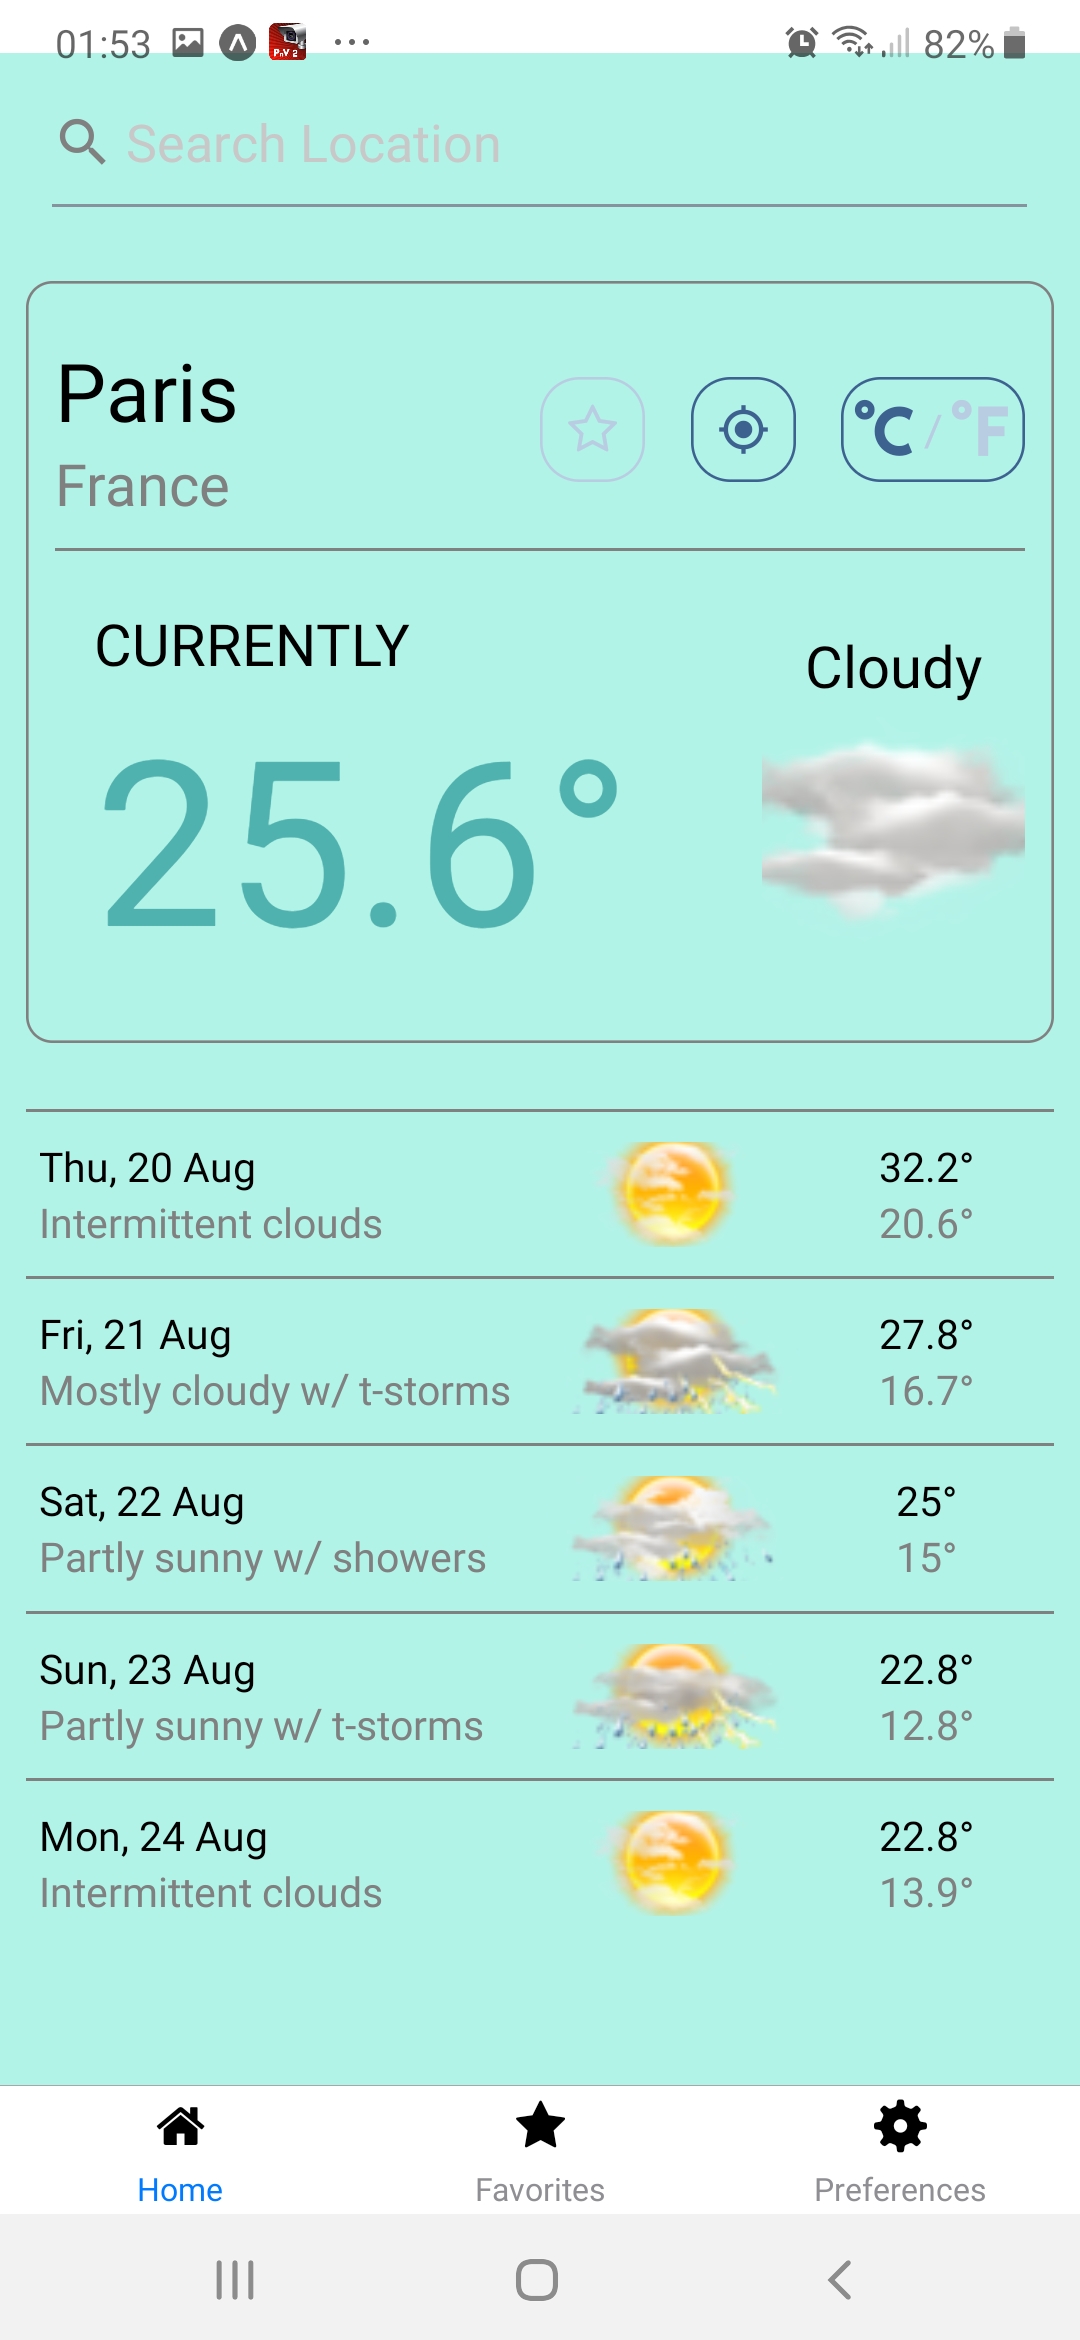 01:53
82%
Search Location
Paris
France
°C / °F
CURRENTLY
Cloudy
25.6°
Thu, 20 Aug
Intermittent clouds
32.2°
20.6°
Fri, 21 Aug
Mostly cloudy w/ t-storms
27.8°
16.7°
Sat, 22 Aug
Partly sunny w/ showers
25°
15°
Sun, 23 Aug
Partly sunny w/ t-storms
22.8°
12.8°
Mon, 24 Aug
Intermittent clouds
22.8°
13.9°
Home
Favorites
Preferences